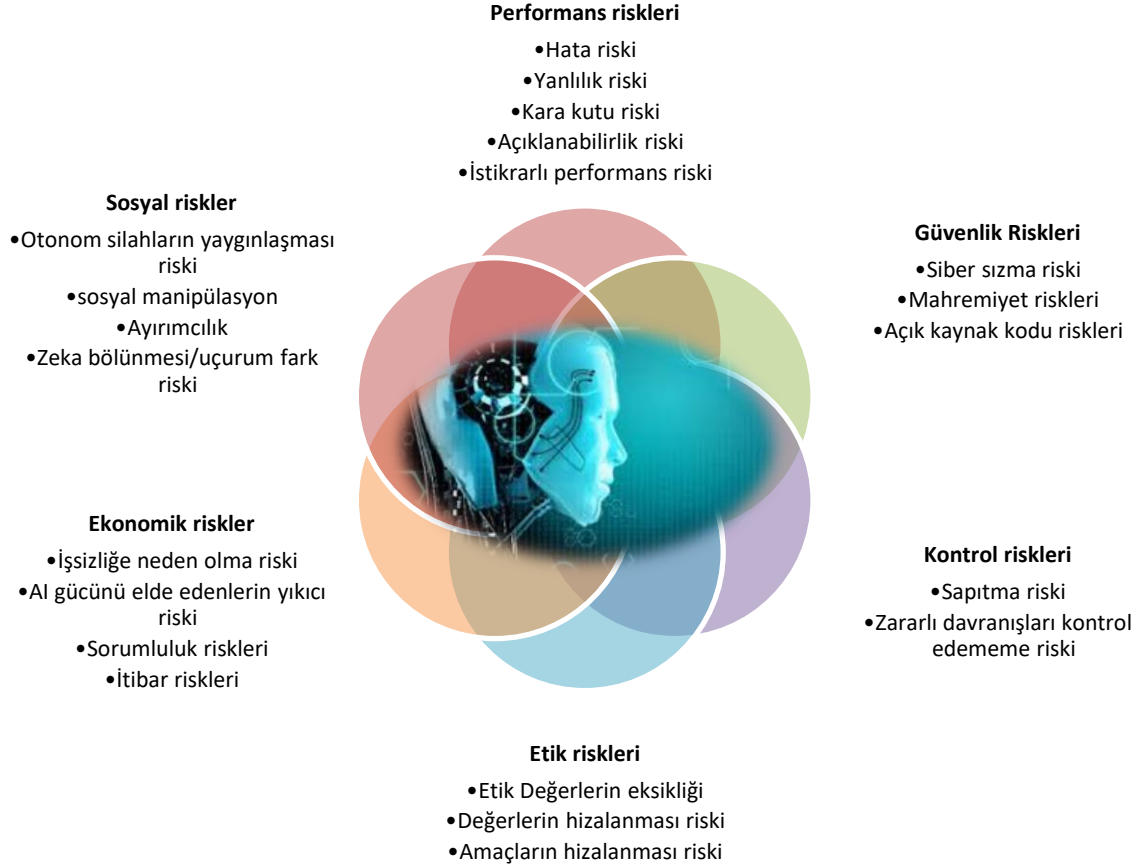 Performans riskleri
•Hata riski
•Yanlılık riski
•Kara kutu riski
•Açıklanabilirlik riski
•İstikrarlı performans riski
Güvenlik Riskleri
•Siber sızma riski
•Mahremiyet riskleri
•Açık kaynak kodu riskleri
Kontrol riskleri
•Sapıtma riski
•Zararlı davranışları kontrol
edememe riski
Etik riskleri
•Etik Değerlerin eksikliği
•Değerlerin hizalanması riski
•Amaçların hizalanması riski
Ekonomik riskler
•İşsizliğe neden olma riski
•AI gücünü elde edenlerin yıkıcı
riski
•Sorumluluk riskleri
•İtibar riskleri
Sosyal riskler
•Otonom silahların yaygınlaşması
riski
•sosyal manipülasyon
•Ayırımcılık
•Zeka bölünmesi/uçurum fark
riski